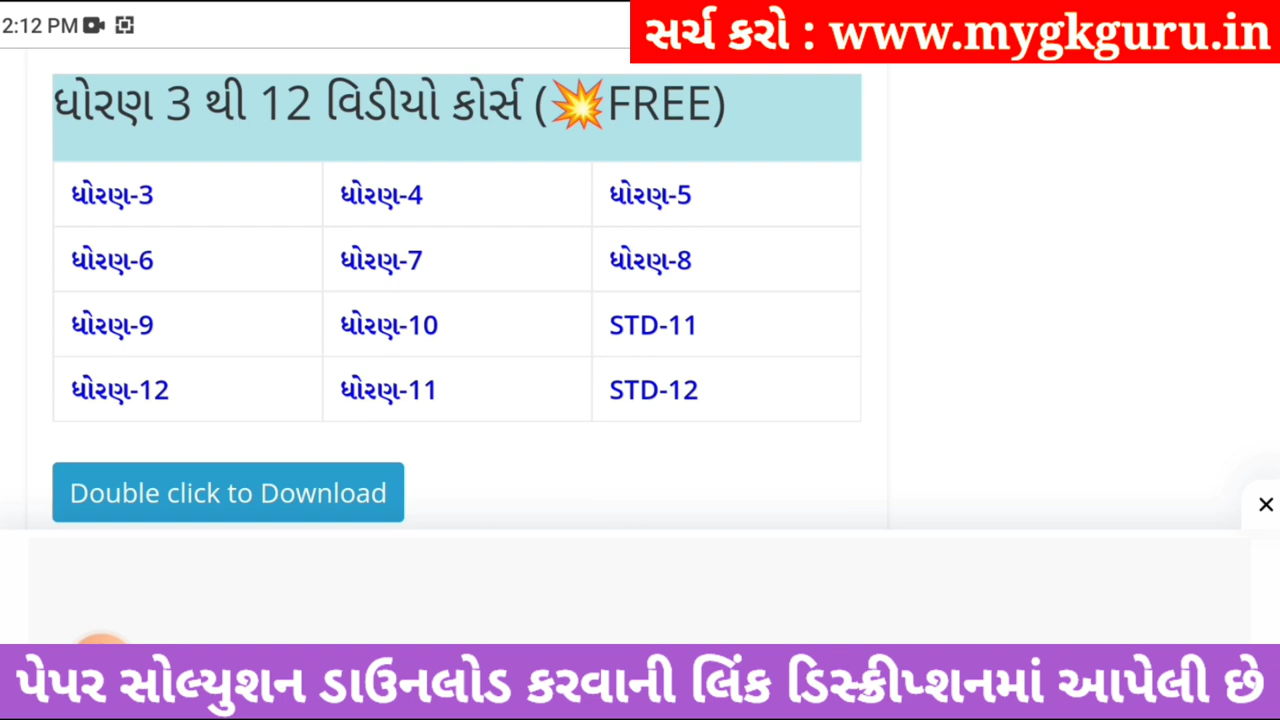 2:12 PM
સર્ચ કરો : www.mygkguru.in
ધોરણ 3 થી 12 વિડીયો કોર્સ (💥FREE)
ધોરણ-3 ધોરણ-4 ધોરણ-5
ધોરણ-6 ધોરણ-7 ધોરણ-8
ધોરણ-9 ધોરણ-10 STD-11
ધોરણ-12 ધોરણ-11 STD-12
Double click to Download
પેપર સોલ્યુશન ડાઉનલોડ કરવાની લિંક ડિસ્ક્રીપ્શનમાં આપેલી છે